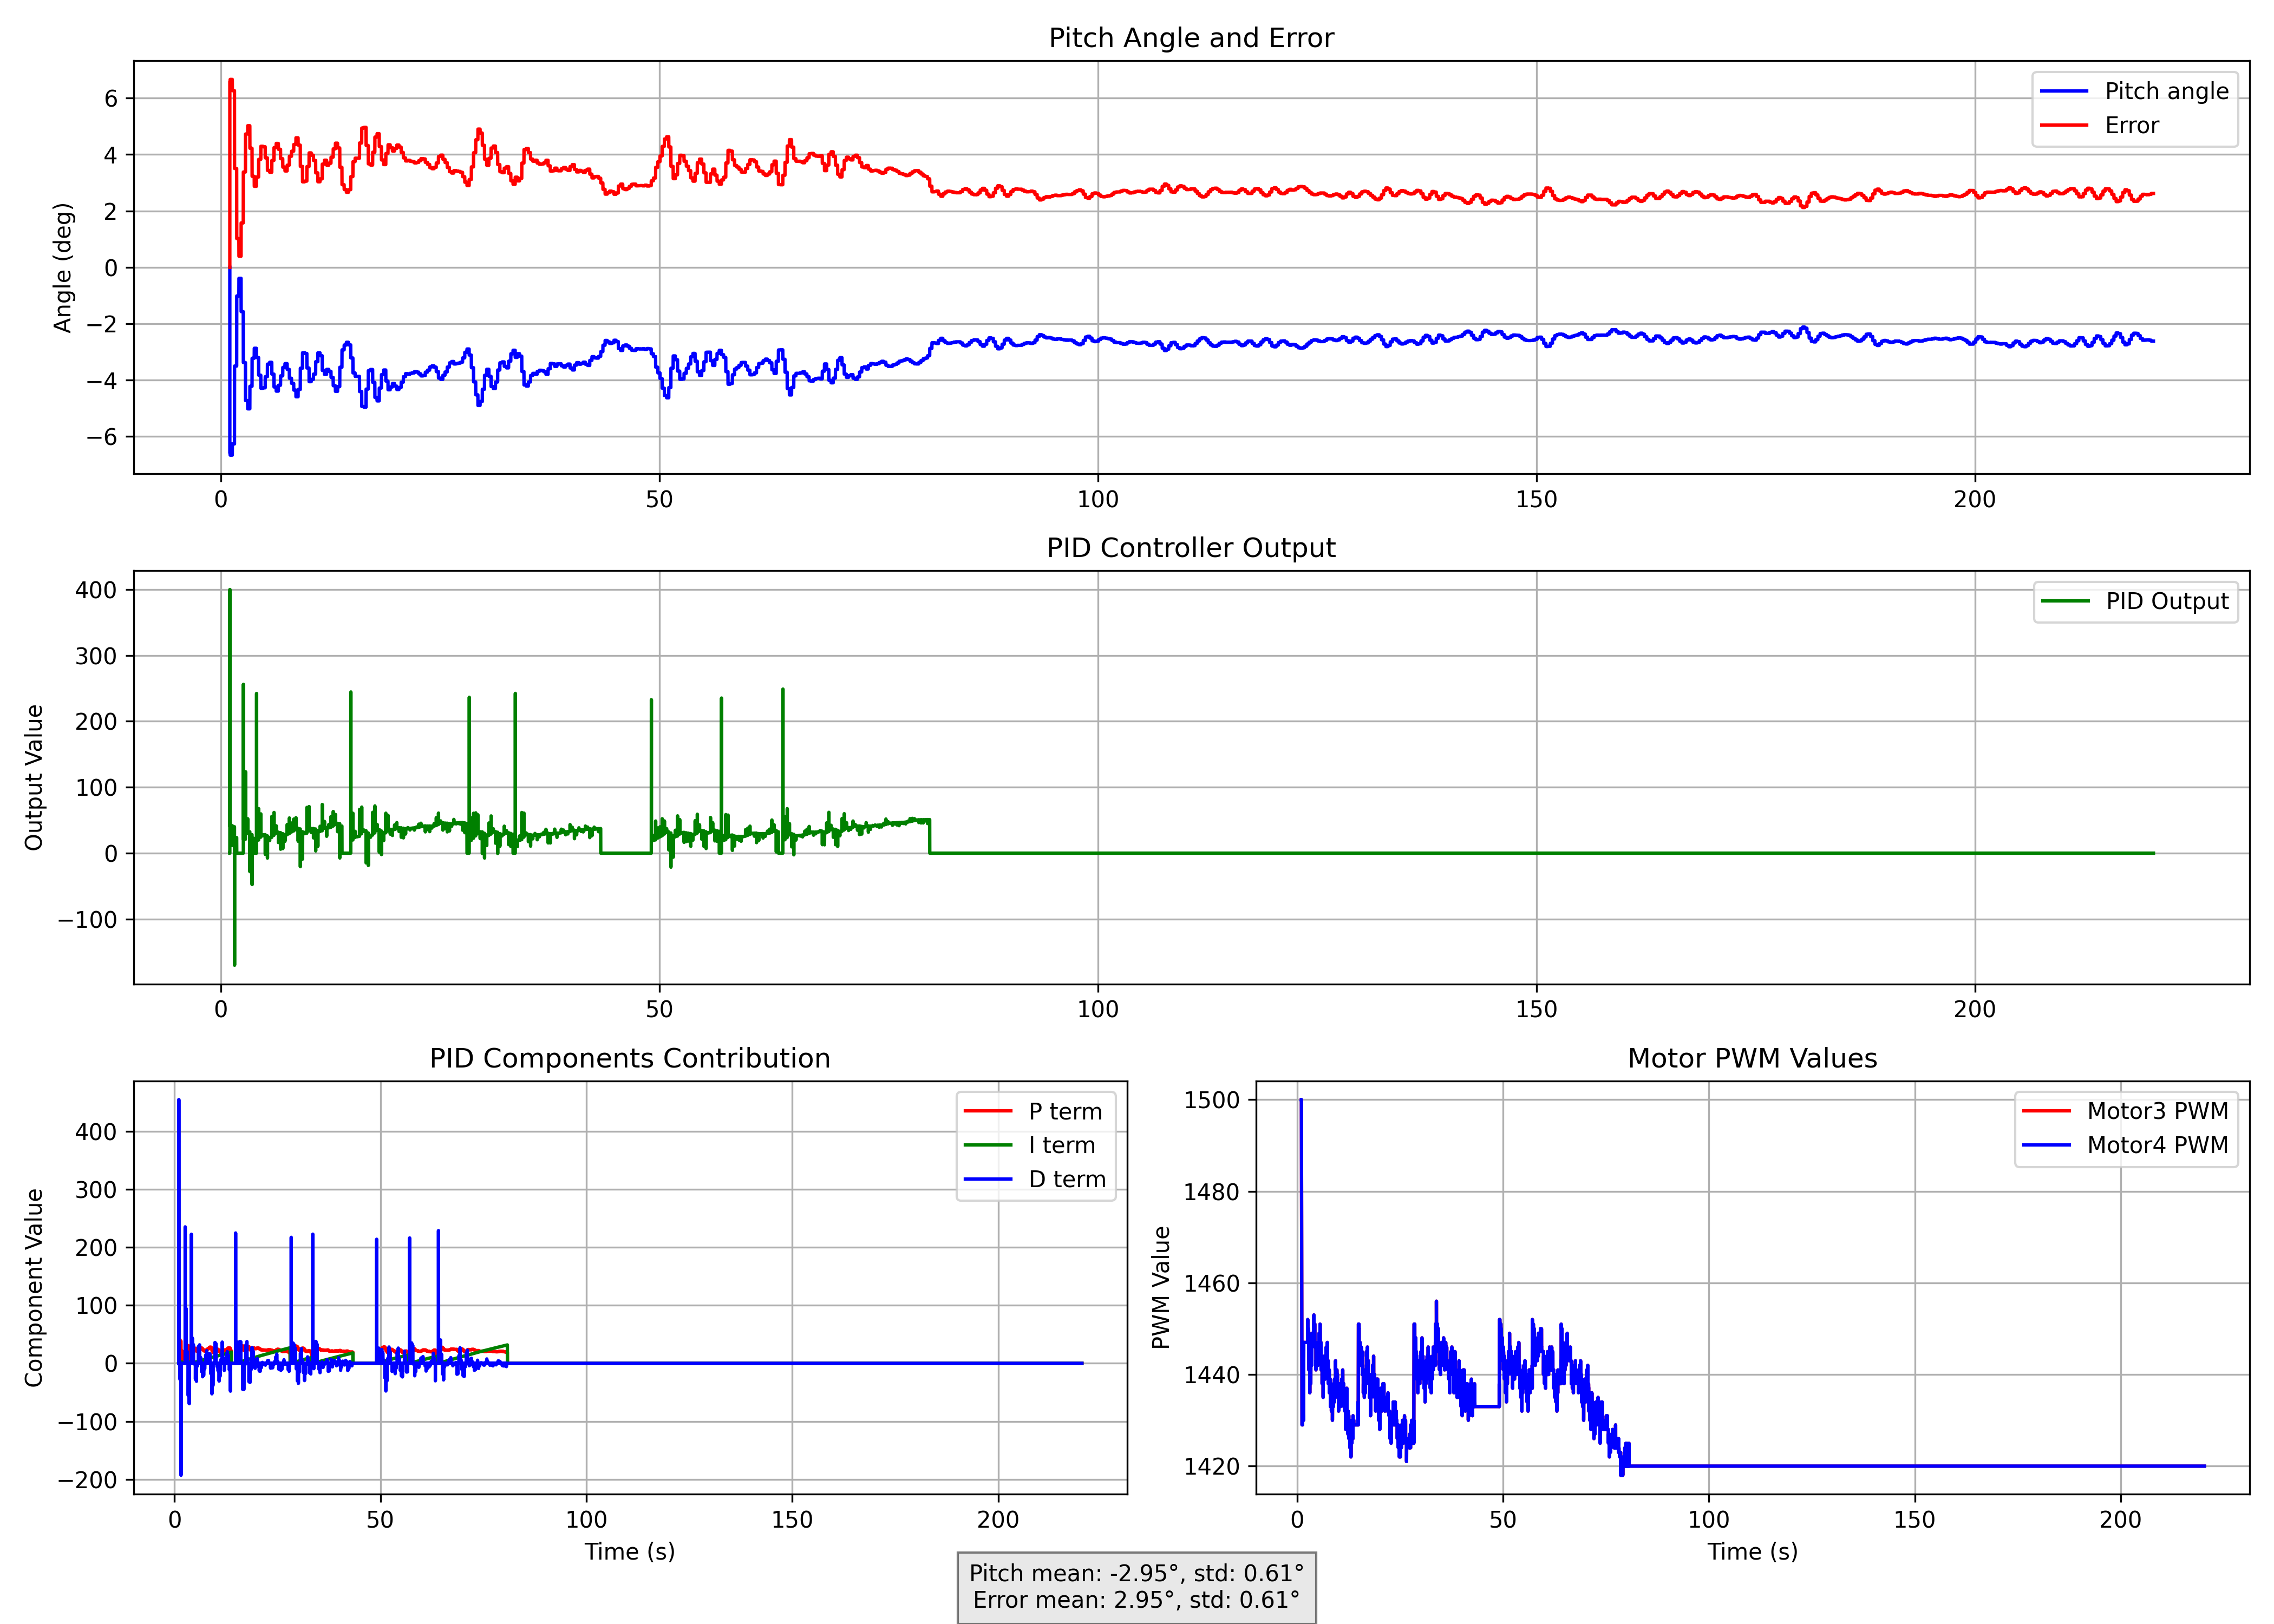 Pitch Angle and Error
6
4
2
0
−2
−4
−6
Angle (deg)
Pitch angle
Error
0
50
100
150
200
PID Controller Output
400
300
200
100
0
−100
Output Value
PID Output
0
50
100
150
200
PID Components Contribution
400
300
200
100
0
−100
−200
Component Value
P term
I term
D term
0
50
100
150
200
Time (s)
Motor PWM Values
1500
1480
1460
1440
1420
PWM Value
Motor3 PWM
Motor4 PWM
0
50
100
150
200
Time (s)
Pitch mean: -2.95°, std: 0.61°
Error mean: 2.95°, std: 0.61°